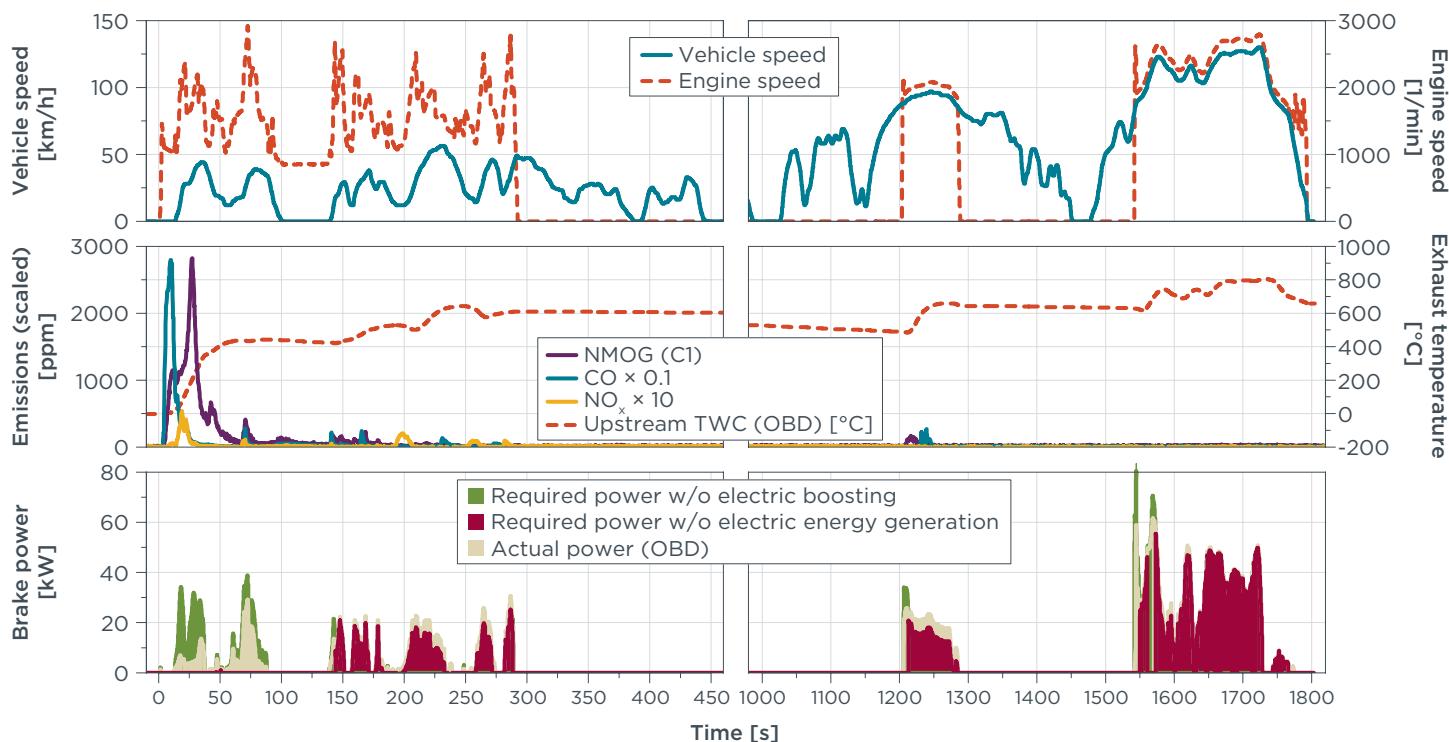 Vehicle speed
[km/h]
150
100
50
0
Vehicle speed
Engine speed
3000
2000
1000
0
Engine speed
[1/min]
Emissions (scaled)
[ppm]
3000
2000
1000
0
NMOG (C1)
CO × 0.1
NOx × 10
Upstream TWC (OBD) [°C]
1000
800
600
400
200
0
-200
Exhaust temperature
[°C]
Brake power
[kW]
80
60
40
20
0
Required power w/o electric boosting
Required power w/o electric energy generation
Actual power (OBD)
0 50 100 150 200 250 300 350 400 450 1000 1100 1200 1300 1400 1500 1600 1700 1800
Time [s]